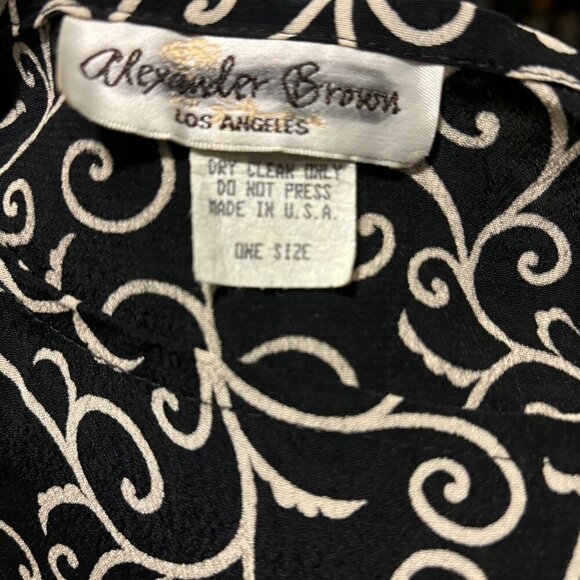 Alexander Brown
LOS ANGELES
DRY CLEAN ONLY
DO NOT PRESS
MADE IN U.S.A.
ONE SIZE